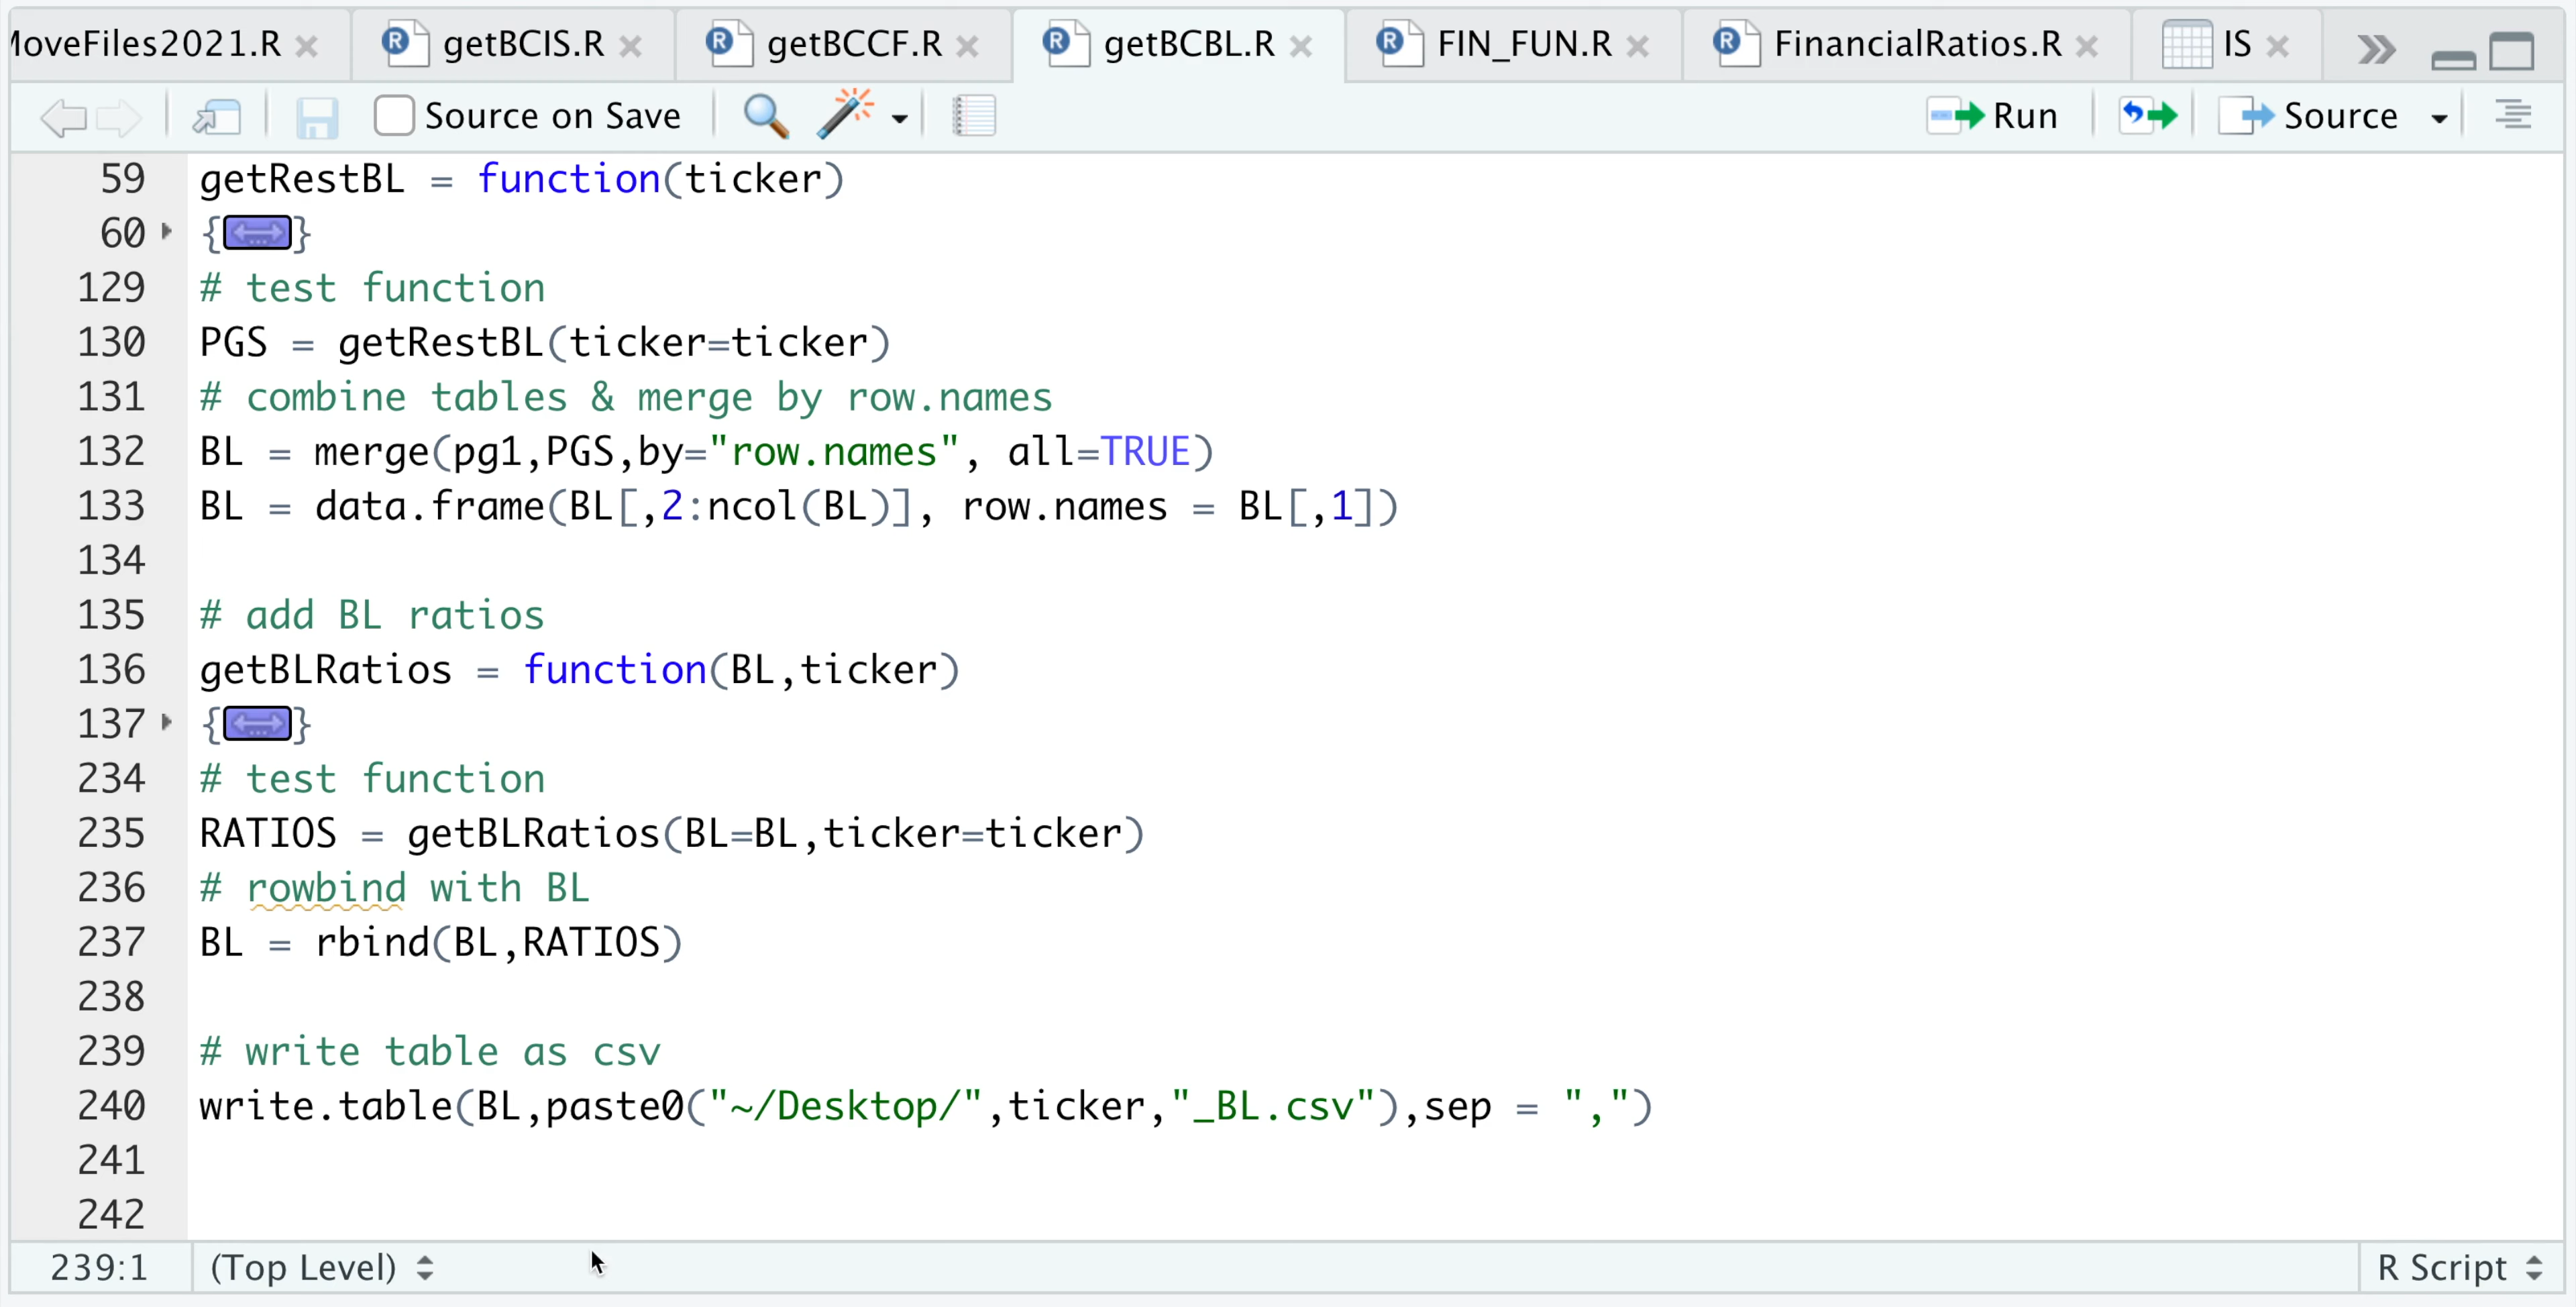 MoveFiles2021.R getBCIS.R getBCCF.R getBCBL.R FIN_FUN.R FinancialRatios.R IS
Source on Save Run Source
59 getRestBL = function(ticker)
60 {<-->}
129 # test function
130 PGS = getRestBL(ticker=ticker)
131 # combine tables & merge by row.names
132 BL = merge(pg1,PGS,by="row.names", all=TRUE)
133 BL = data.frame(BL[,2:ncol(BL)], row.names = BL[,1])
134
135 # add BL ratios
136 getBLRatios = function(BL,ticker)
137 {<-->}
234 # test function
235 RATIOS = getBLRatios(BL=BL,ticker=ticker)
236 # rowbind with BL
237 BL = rbind(BL,RATIOS)
238
239 # write table as csv
240 write.table(BL,paste0("~/Desktop/",ticker,"_BL.csv"),sep = ",")
241
242
239:1 (Top Level) R Script